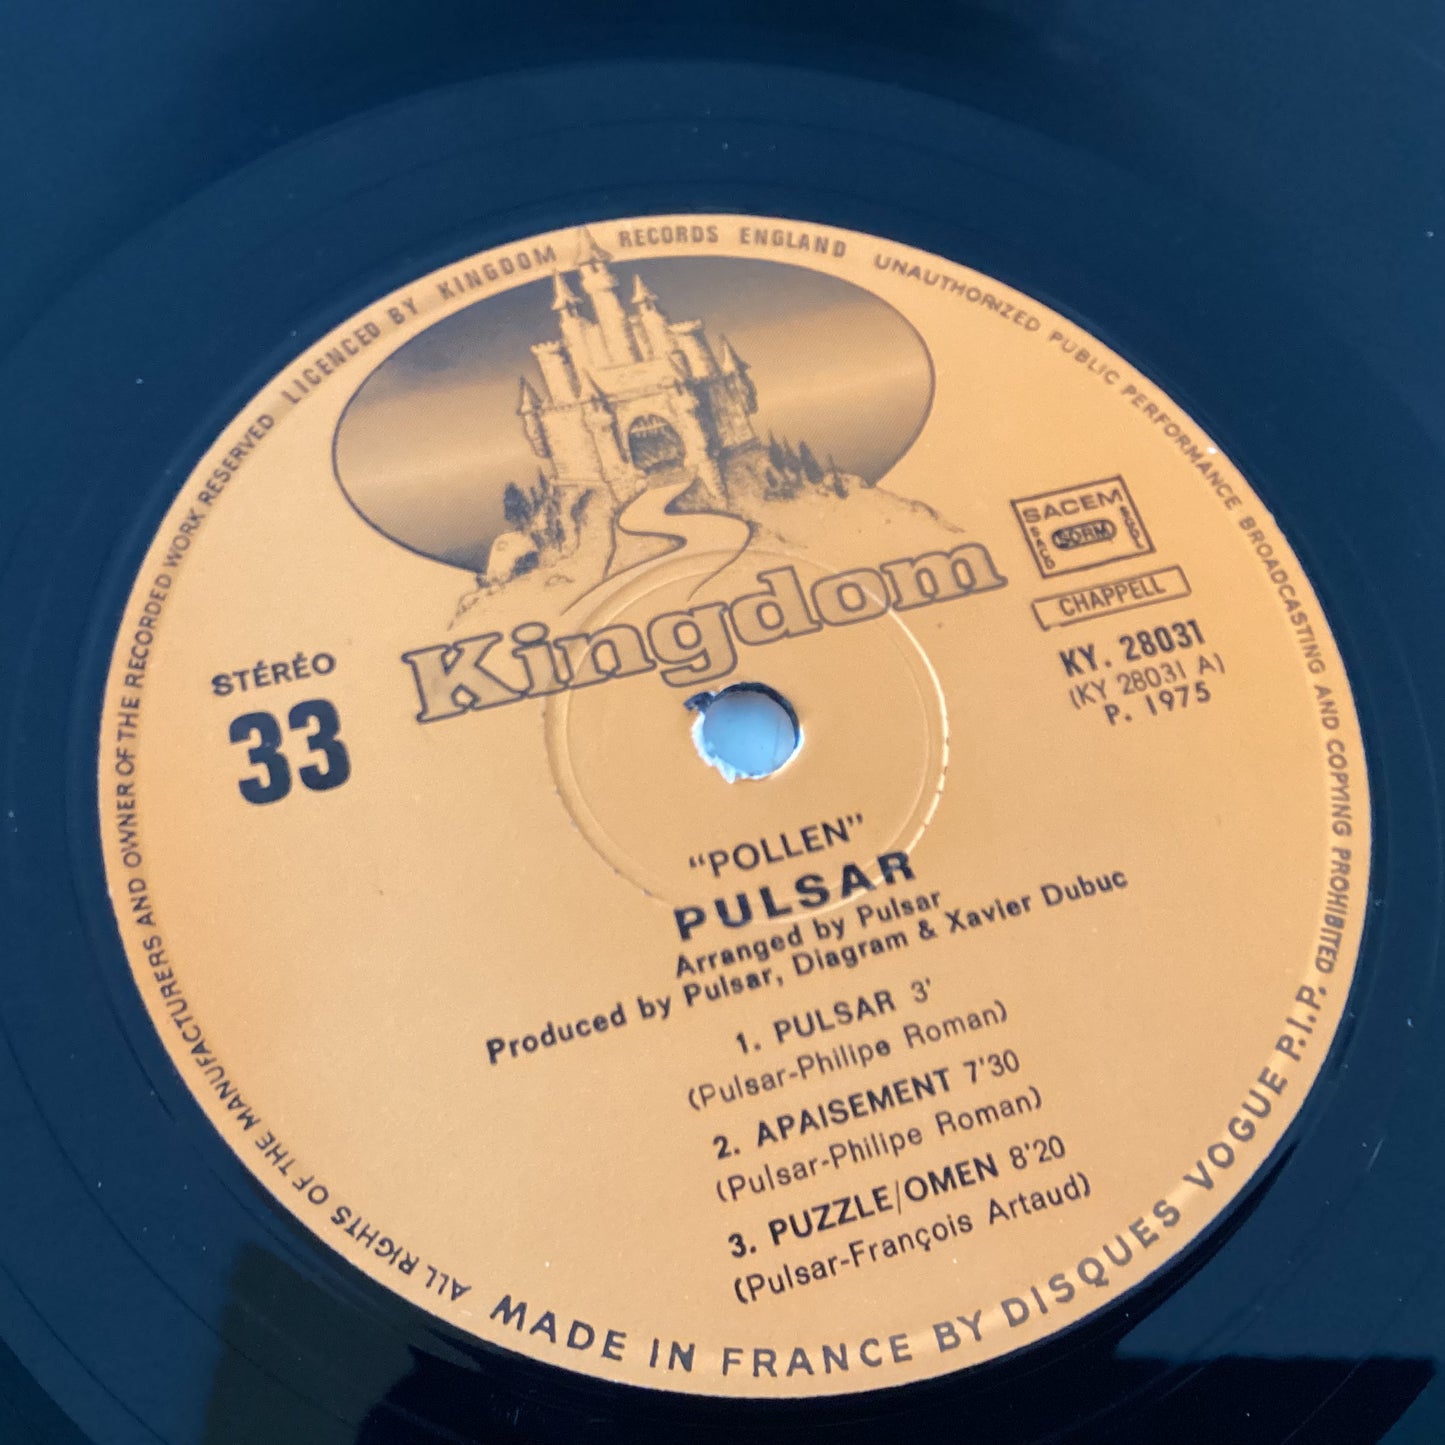 ALL RIGHTS OF THE MANUFACTURERS AND OWNER OF THE RECORDED WORK RESERVED LICENCED BY KINGDOM RECORDS ENGLAND UNAUTHORIZED PUBLIC PERFORMANCE BROADCASTING AND COPYING PROHIBITED.
Kingdom
SACEM
SDRM
CHAPPELL
STÉRÉO
33
KY. 28031
(KY 28031 A)
P. 1975
“POLLEN”
PULSAR
Arranged by Pulsar
Produced by Pulsar, Diagram & Xavier Dubuc
1. PULSAR 3'
(Pulsar-Philipe Roman)
2. APAISEMENT 7'30
(Pulsar-Philipe Roman)
3. PUZZLE/OMEN 8'20
(Pulsar-François Artaud)
MADE IN FRANCE BY DISQUES VOGUE P.I.P.